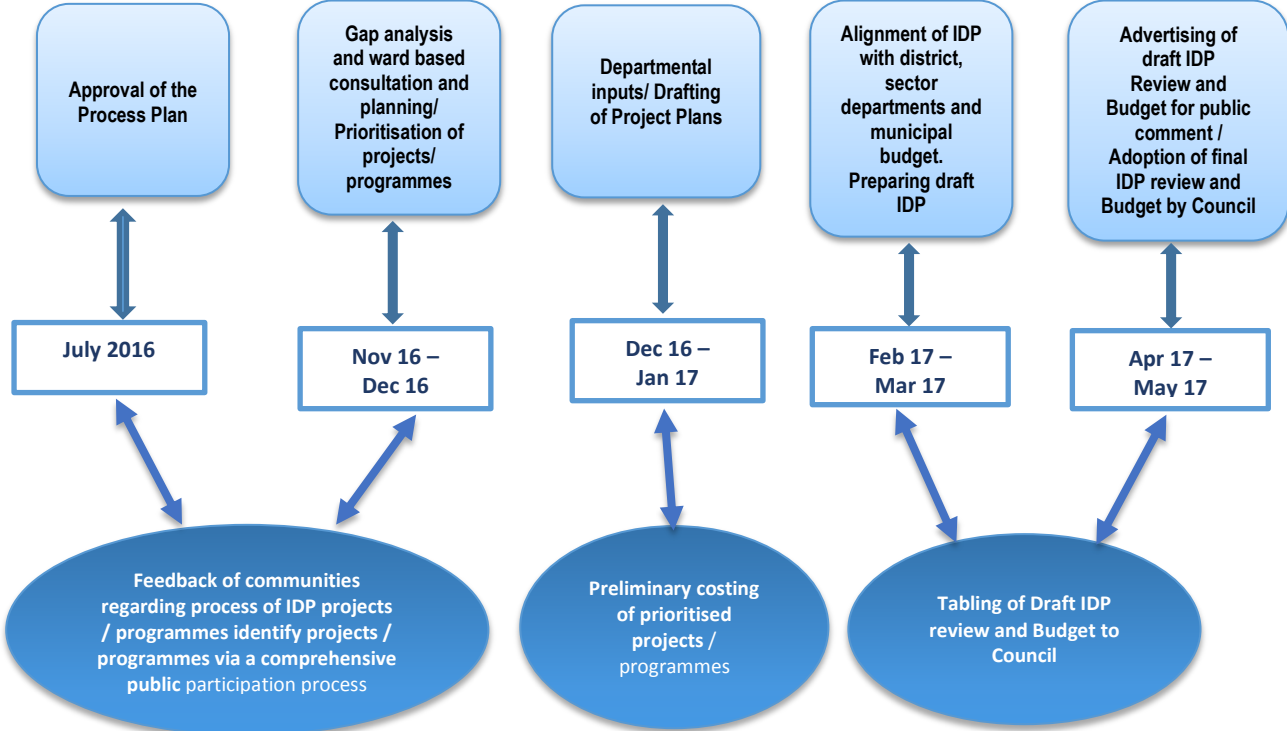 Approval of the
Process Plan
Gap analysis
and ward based
consultation and
planning/
Prioritisation of
projects/
programmes
Departmental
inputs/ Drafting
of Project Plans
Alignment of IDP
with district,
sector
departments and
municipal
budget.
Preparing draft
IDP
Advertising of
draft IDP
Review and
Budget for public
comment /
Adoption of final
IDP review and
Budget by Council
July 2016
Nov 16 –
Dec 16
Dec 16 –
Jan 17
Feb 17 –
Mar 17
Apr 17 –
May 17
Feedback of communities
regarding process of IDP projects
/ programmes identify projects /
programmes via a comprehensive
public participation process
Preliminary costing
of prioritised
projects /
programmes
Tabling of Draft IDP
review and Budget to
Council